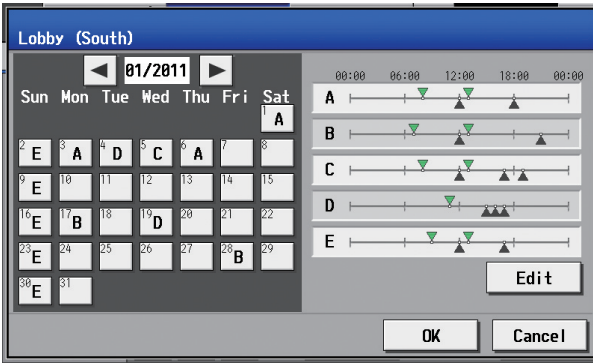 Lobby (South)
01/2011
Sun Mon Tue Wed Thu Fri Sat
1 A
2 E 3 A 4 D 5 C 6 A 7 8
9 E 10 11 12 13 14 15
16 E 17 B 18 19 D 20 21 22
23 E 24 25 26 27 28 B 29
30 E 31
00:00 06:00 12:00 18:00 00:00
A
B
C
D
E
Edit
OK Cancel